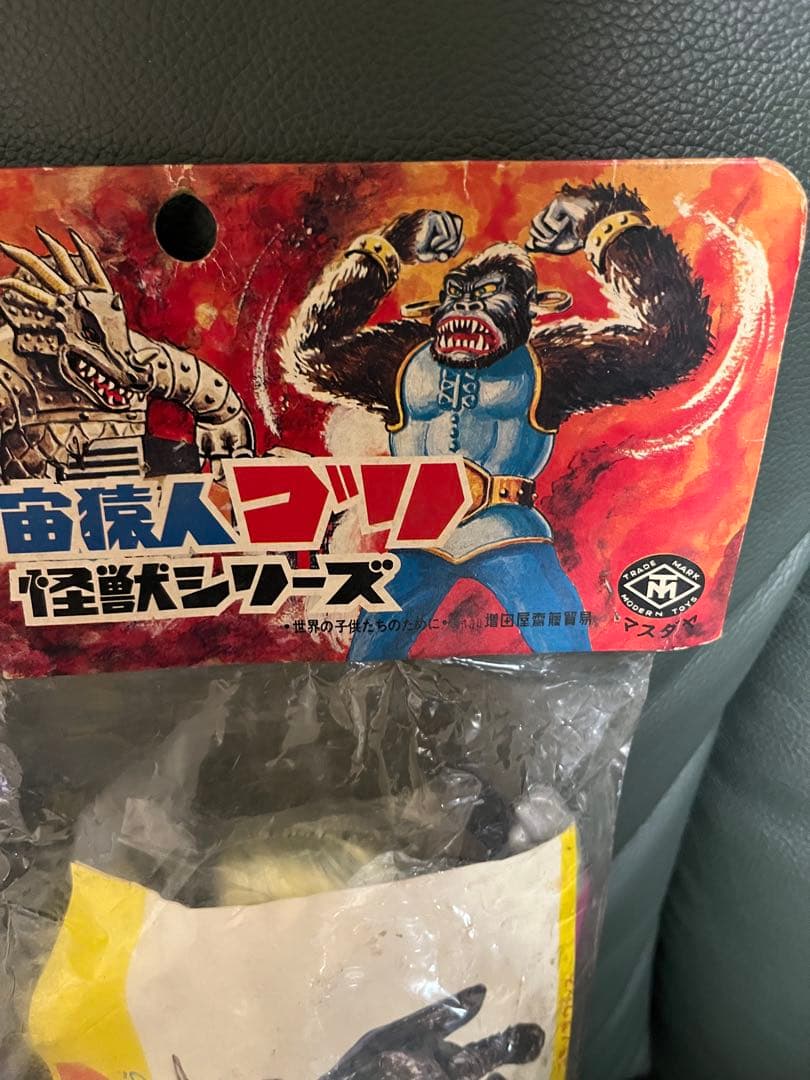 宙猿人ゴリ
怪獣シリーズ
・世界の子供たちのために・
増田屋齋藤貿易
TRADE MARK
TM
MODERN TOYS
マスダヤ